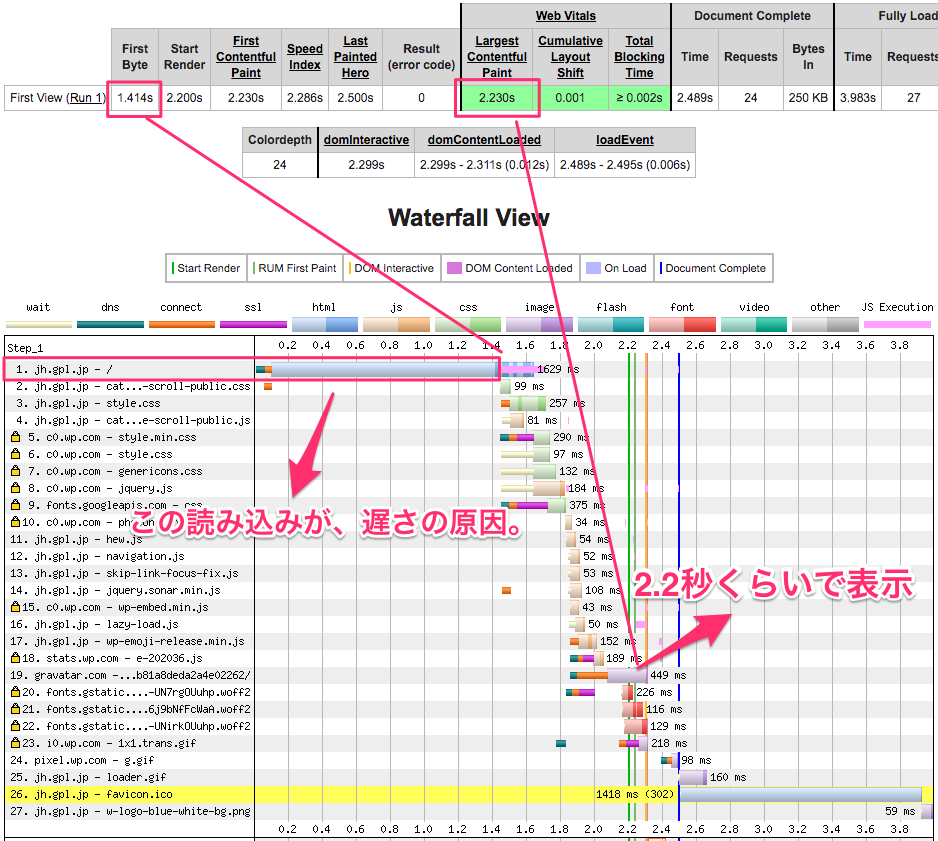 Web Vitals Document Complete Fully Load
First Byte Start Render First Contentful Paint Speed Index Last Painted Hero Result (error code) Largest Contentful Paint Cumulative Layout Shift Total Blocking Time Time Requests Bytes In Time Requests
First View (Run 1) 1.414s 2.200s 2.230s 2.286s 2.500s 0 2.230s 0.001 ≥ 0.002s 2.489s 24 250 KB 3.983s 27
Colordepth domInteractive domContentLoaded loadEvent
24 2.299s 2.299s - 2.311s (0.012s) 2.489s - 2.495s (0.006s)
Waterfall View
Start Render RUM First Paint DOM Interactive DOM Content Loaded On Load Document Complete
wait dns connect ssl html js css image flash font video other JS Execution
Step_1 0.2 0.4 0.6 0.8 1.0 1.2 1.4 1.6 1.8 2.0 2.2 2.4 2.6 2.8 3.0 3.2 3.4 3.6 3.8
1. jh.gpl.jp - / 1629 ms
2. jh.gpl.jp - cat...-scroll-public.css 99 ms
3. jh.gpl.jp - style.css 257 ms
4. jh.gpl.jp - cat...e-scroll-public.js 81 ms
5. c0.wp.com - style.min.css 290 ms
6. c0.wp.com - style.css 97 ms
7. c0.wp.com - genericons.css 132 ms
8. c0.wp.com - jquery.js 184 ms
9. fonts.googleapis.com - css 375 ms
10. c0.wp.com - 34 ms
この読み込みが、遅さの原因。
11. jh.gpl.jp - hew.js 54 ms
12. jh.gpl.jp - navigation.js 52 ms
13. jh.gpl.jp - skip-link-focus-fix.js 53 ms
2.2秒くらいで表示
14. jh.gpl.jp - jquery.sonar.min.js 108 ms
15. c0.wp.com - wp-embed.min.js 43 ms
16. jh.gpl.jp - lazy-load.js 50 ms
17. jh.gpl.jp - wp-emoji-release.min.js 152 ms
18. stats.wp.com - e-202036.js 189 ms
19. gravatar.com - ...b81a8deda2a4e02262/ 449 ms
20. fonts.gstatic....-UN7rgOUuhp.woff2 226 ms
21. fonts.gstatic....6j9bNfFcWaA.woff2 116 ms
22. fonts.gstatic....-UNirkOUuhp.woff2 129 ms
23. i0.wp.com - 1x1.trans.gif 218 ms
24. pixel.wp.com - g.gif 98 ms
25. jh.gpl.jp - loader.gif 160 ms
26. jh.gpl.jp - favicon.ico 1418 ms (302)
27. jh.gpl.jp - w-logo-blue-white-bg.png 59 ms
0.2 0.4 0.6 0.8 1.0 1.2 1.4 1.6 1.8 2.0 2.2 2.4 2.6 2.8 3.0 3.2 3.4 3.6 3.8